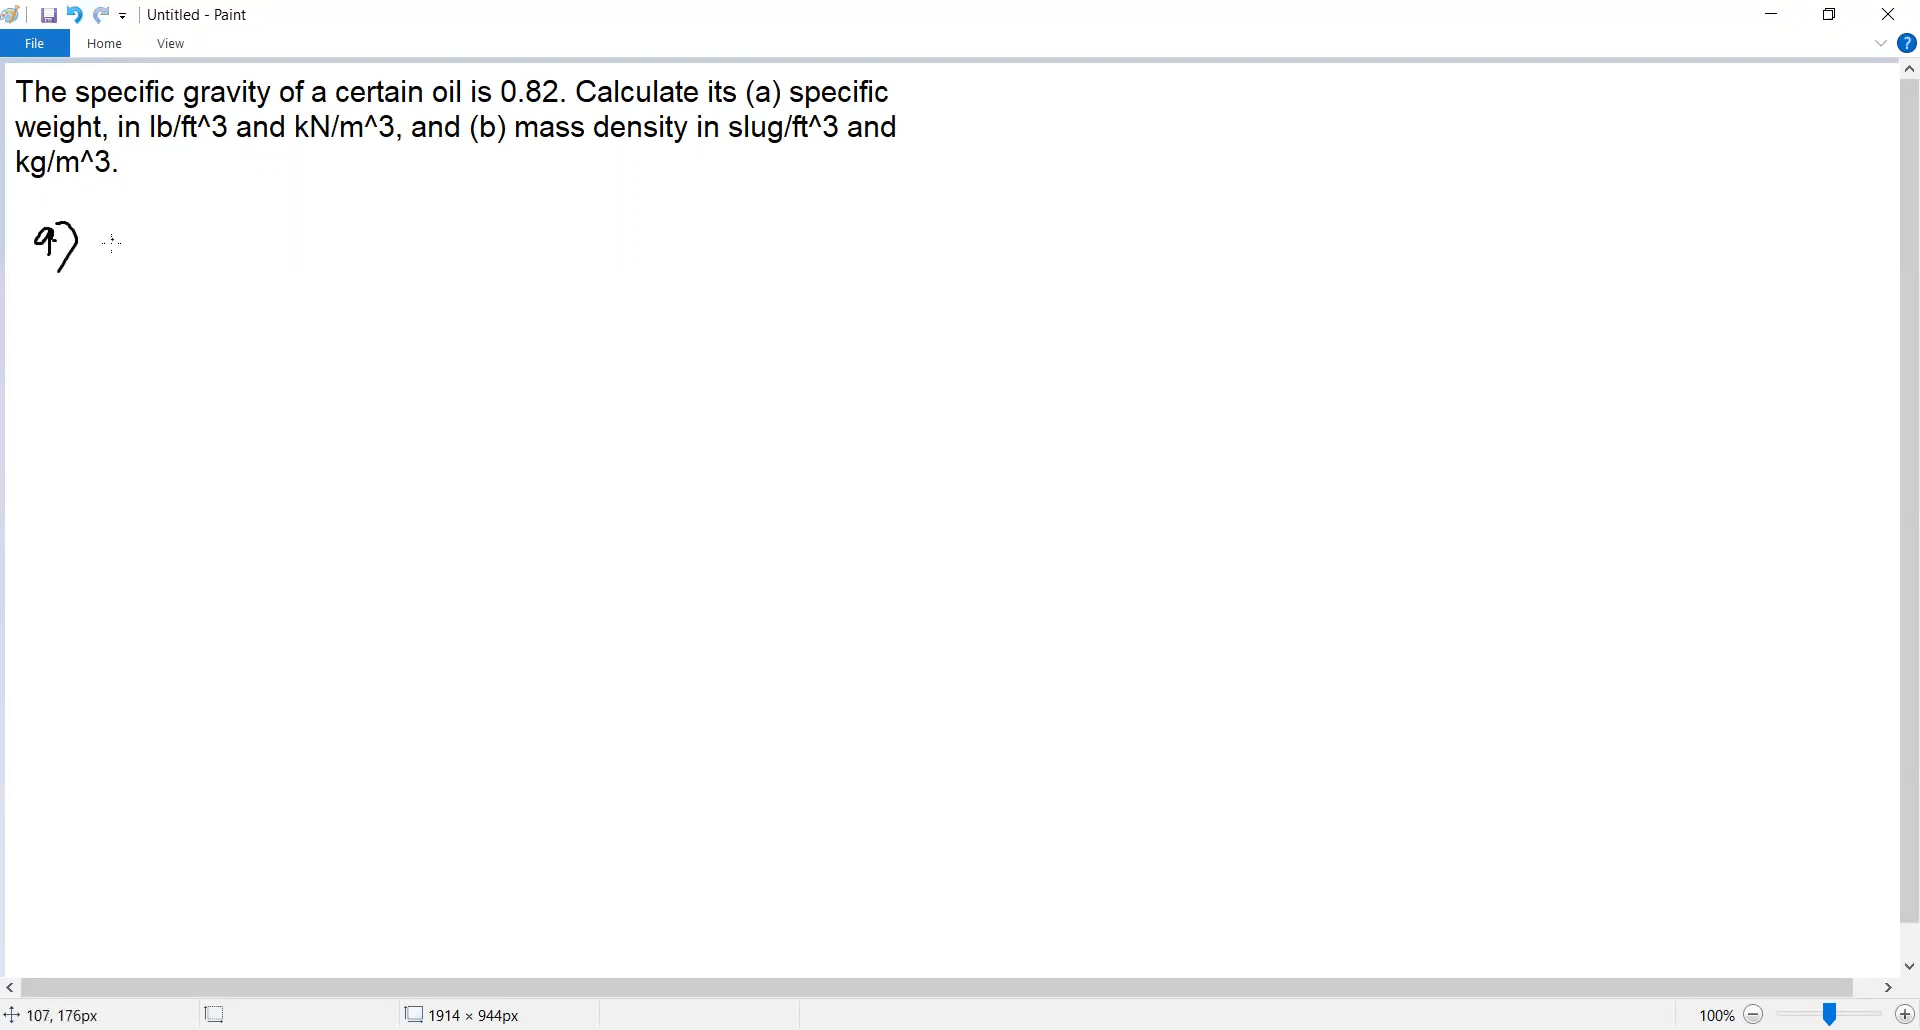 Untitled - Paint
File Home View
The specific gravity of a certain oil is 0.82. Calculate its (a) specific
weight, in lb/ft^3 and kN/m^3, and (b) mass density in slug/ft^3 and
kg/m^3.
a)
107, 176px 1914 × 944px 100%